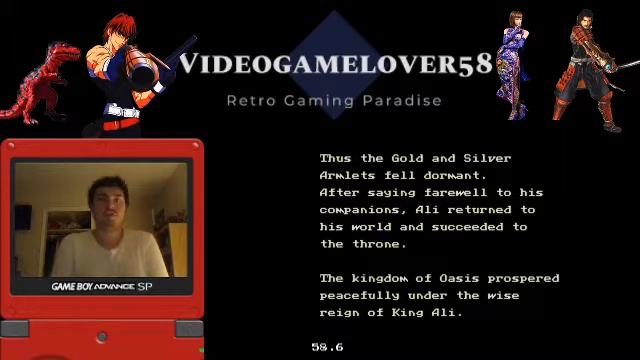 VIDEOGAMELOVER58
Retro Gaming Paradise
Thus the Gold and Silver
Armlets fell dormant.
After saying farewell to his
companions, Ali returned to
his world and succeeded to
the throne.
The kingdom of Oasis prospered
peacefully under the wise
reign of King Ali.
GAME BOY ADVANCE SP
58.6